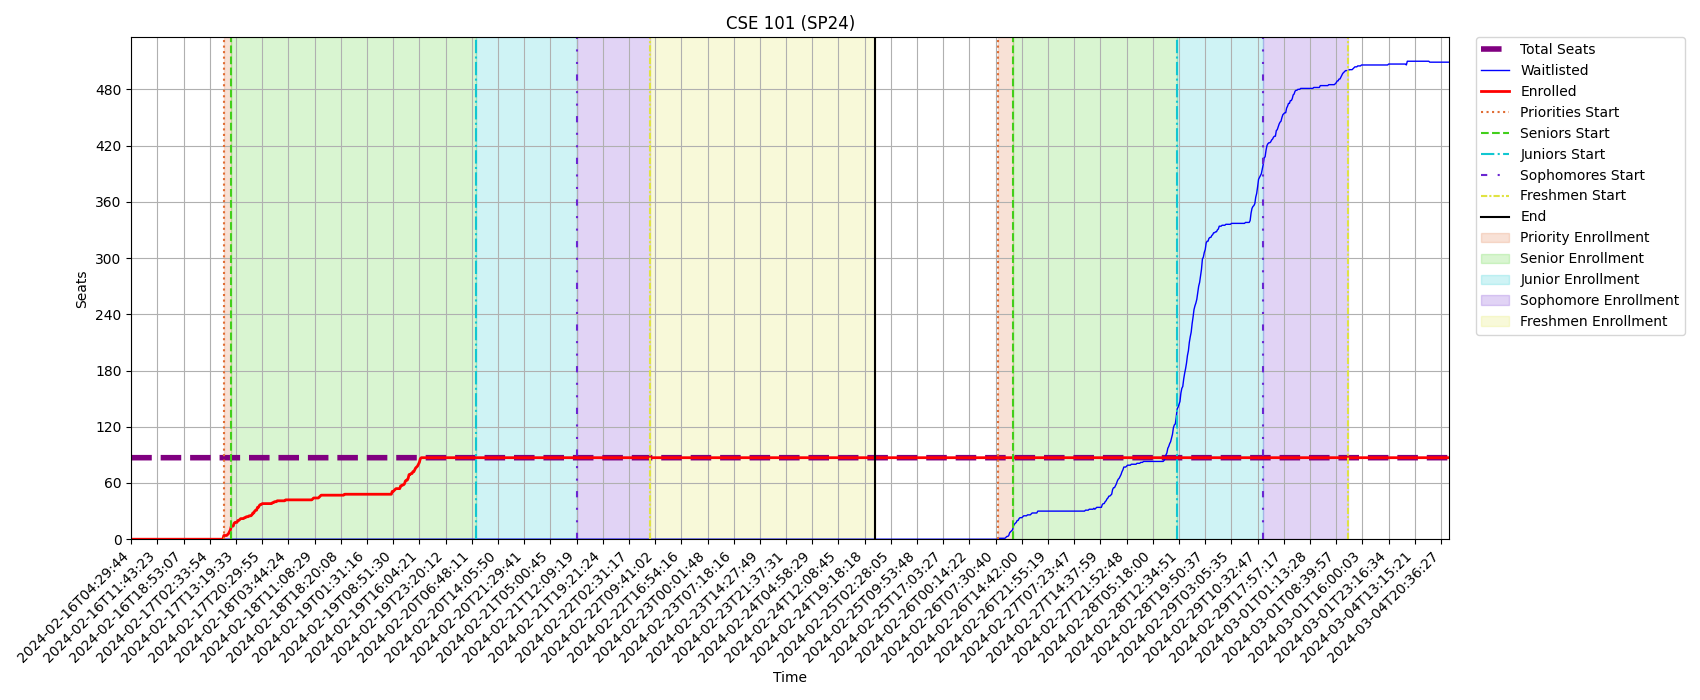 CSE 101 (SP24)
Seats
480
420
360
300
240
180
120
60
0
2024-02-16T04:29:44
2024-02-16T11:43:23
2024-02-16T18:53:07
2024-02-17T02:33:54
2024-02-17T13:19:33
2024-02-17T20:29:55
2024-02-18T03:44:24
2024-02-18T11:08:29
2024-02-18T18:20:08
2024-02-19T01:31:16
2024-02-19T08:51:30
2024-02-19T16:04:21
2024-02-19T23:20:12
2024-02-20T06:48:11
2024-02-20T14:05:50
2024-02-20T21:29:41
2024-02-21T05:00:45
2024-02-21T12:09:19
2024-02-21T19:21:24
2024-02-22T02:31:17
2024-02-22T09:41:02
2024-02-22T16:54:16
2024-02-23T00:01:48
2024-02-23T07:18:16
2024-02-23T14:27:49
2024-02-23T21:37:31
2024-02-24T04:58:29
2024-02-24T12:08:45
2024-02-24T19:18:18
2024-02-25T02:28:05
2024-02-25T09:53:48
2024-02-25T17:03:27
2024-02-26T00:14:22
2024-02-26T07:30:40
2024-02-26T14:42:00
2024-02-26T21:55:19
2024-02-27T07:23:47
2024-02-27T14:37:59
2024-02-27T21:52:48
2024-02-28T05:18:00
2024-02-28T12:34:51
2024-02-28T19:50:37
2024-02-29T03:05:35
2024-02-29T10:32:47
2024-02-29T17:57:17
2024-03-01T01:13:28
2024-03-01T08:39:57
2024-03-01T16:00:03
2024-03-01T23:16:34
2024-03-04T13:15:21
2024-03-04T20:36:27
Time
Total Seats
Waitlisted
Enrolled
Priorities Start
Seniors Start
Juniors Start
Sophomores Start
Freshmen Start
End
Priority Enrollment
Senior Enrollment
Junior Enrollment
Sophomore Enrollment
Freshmen Enrollment